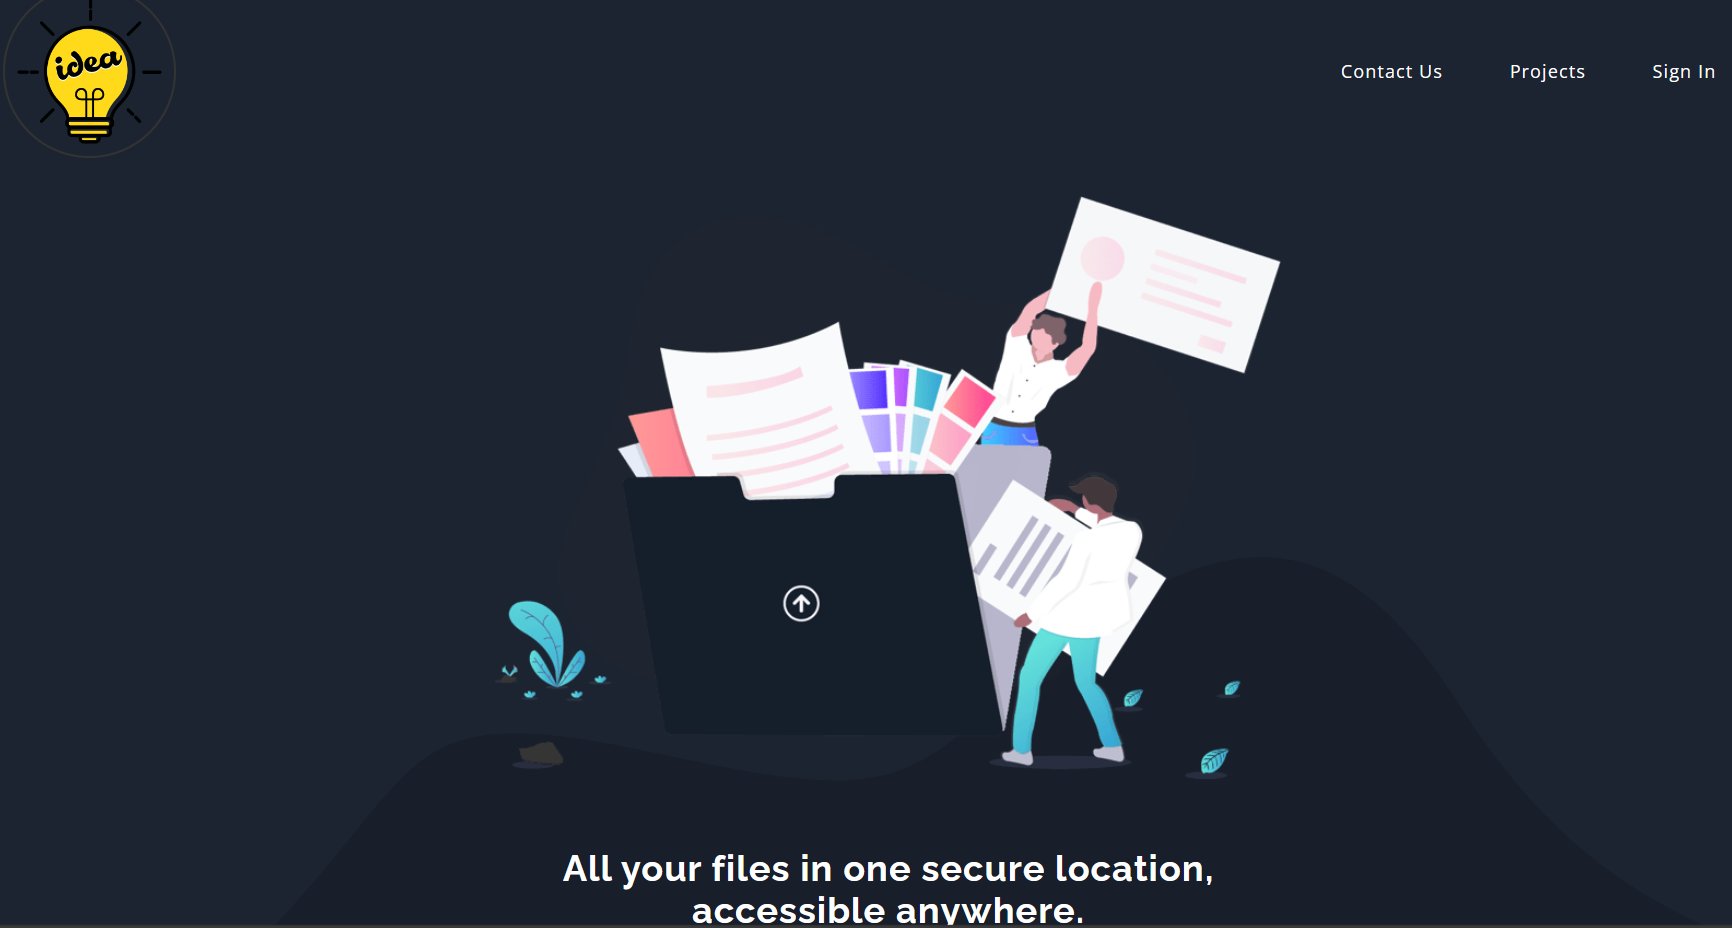 idea
Contact Us
Projects
Sign In
All your files in one secure location,
accessible anywhere.